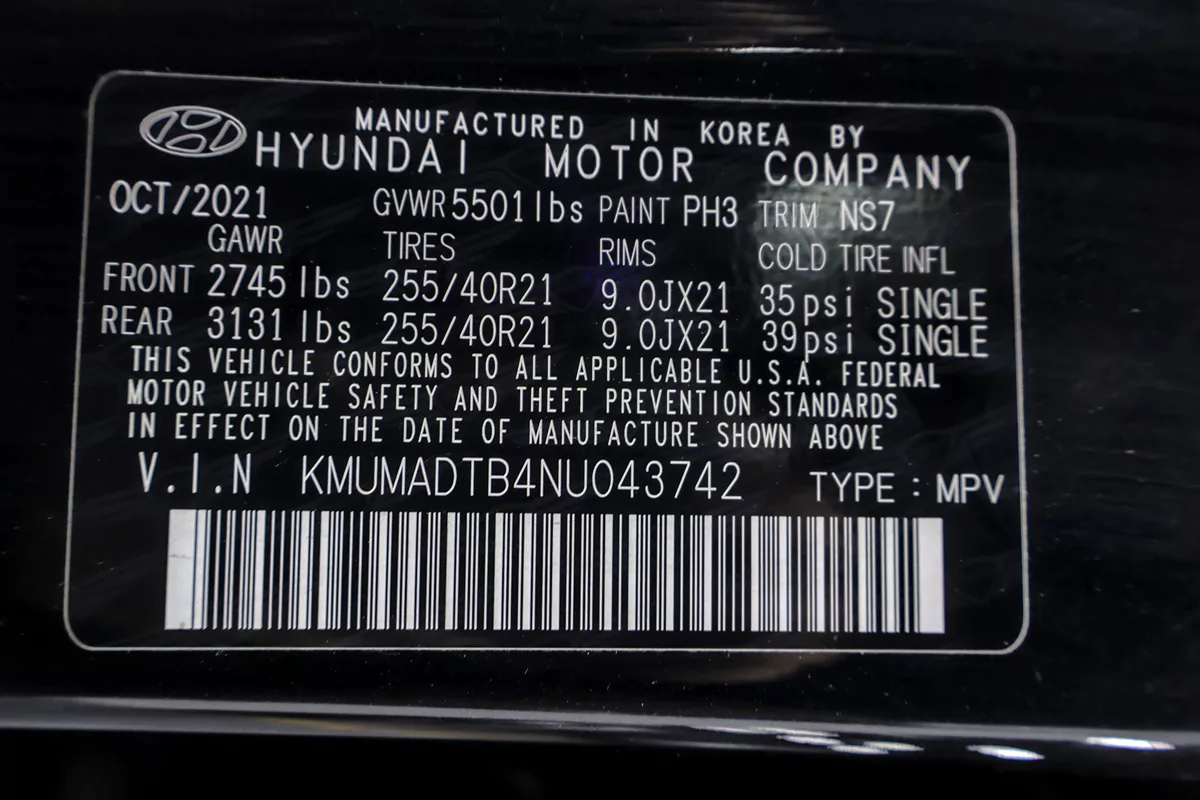 MANUFACTURED IN KOREA BY
HYUNDAI MOTOR COMPANY
OCT/2021 GVWR 5501 lbs PAINT PH3 TRIM NS7
GAWR TIRES RIMS COLD TIRE INFL
FRONT 2745 lbs 255/40R21 9.0JX21 35psi SINGLE
REAR 3131 lbs 255/40R21 9.0JX21 39psi SINGLE
THIS VEHICLE CONFORMS TO ALL APPLICABLE U.S.A. FEDERAL
MOTOR VEHICLE SAFETY AND THEFT PREVENTION STANDARDS
IN EFFECT ON THE DATE OF MANUFACTURE SHOWN ABOVE
V.I.N KMUMADTB4NU043742 TYPE : MPV